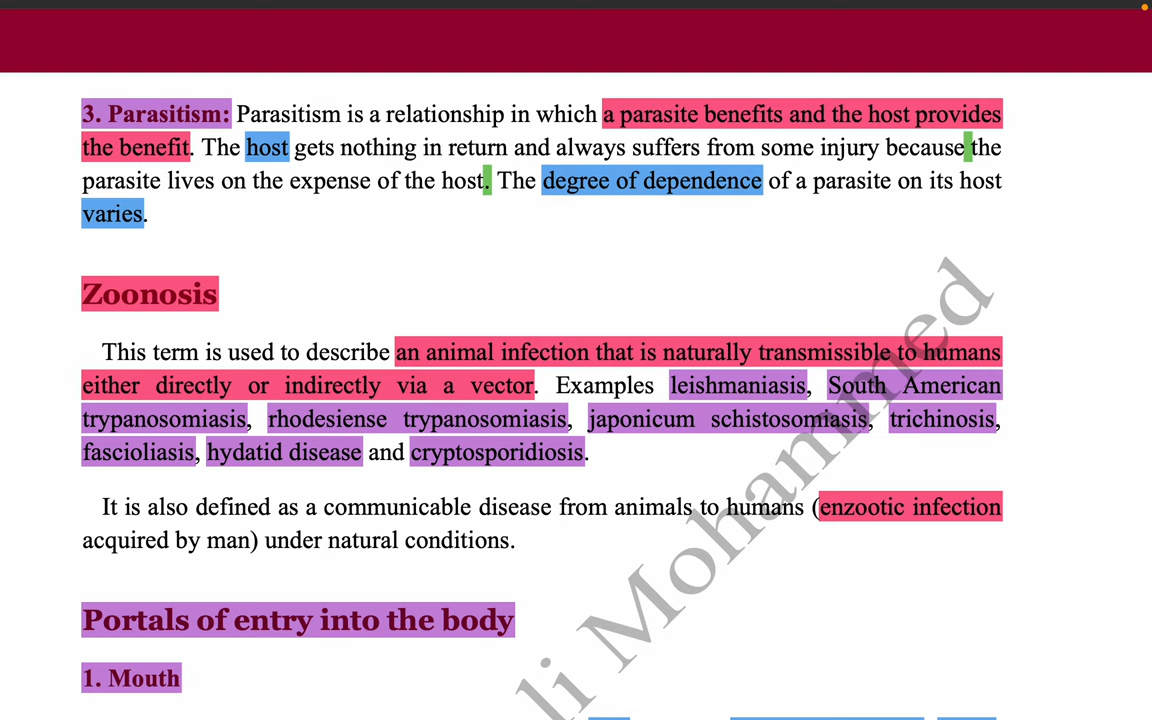 3. Parasitism: Parasitism is a relationship in which a parasite benefits and the host provides
the benefit. The host gets nothing in return and always suffers from some injury because the
parasite lives on the expense of the host. The degree of dependence of a parasite on its host
varies.
Zoonosis
This term is used to describe an animal infection that is naturally transmissible to humans
either directly or indirectly via a vector. Examples leishmaniasis, South American
trypanosomiasis, rhodesiense trypanosomiasis, japonicum schistosomiasis, trichinosis,
fascioliasis, hydatid disease and cryptosporidiosis.
It is also defined as a communicable disease from animals to humans (enzootic infection
acquired by man) under natural conditions.
Portals of entry into the body
1. Mouth
li Mohammed